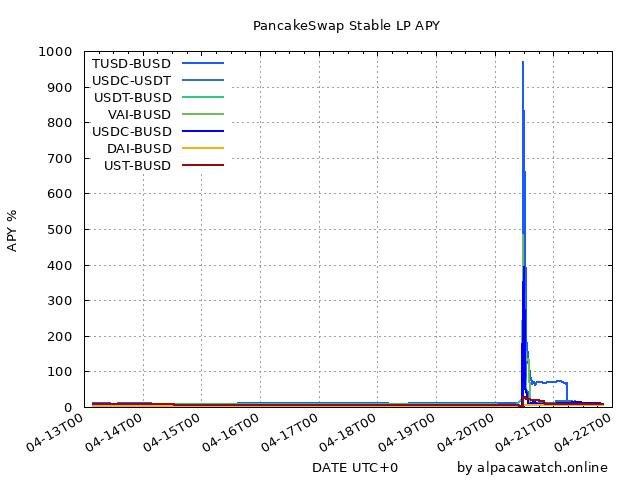 PancakeSwap Stable LP APY
1000
900
800
700
600
500
400
300
200
100
0
APY %
TUSD-BUSD
USDC-USDT
USDT-BUSD
VAI-BUSD
USDC-BUSD
DAI-BUSD
UST-BUSD
04-13T00
04-14T00
04-15T00
04-16T00
04-17T00
04-18T00
04-19T00
04-20T00
04-21T00
04-22T00
DATE UTC+0
by alpacawatch.online